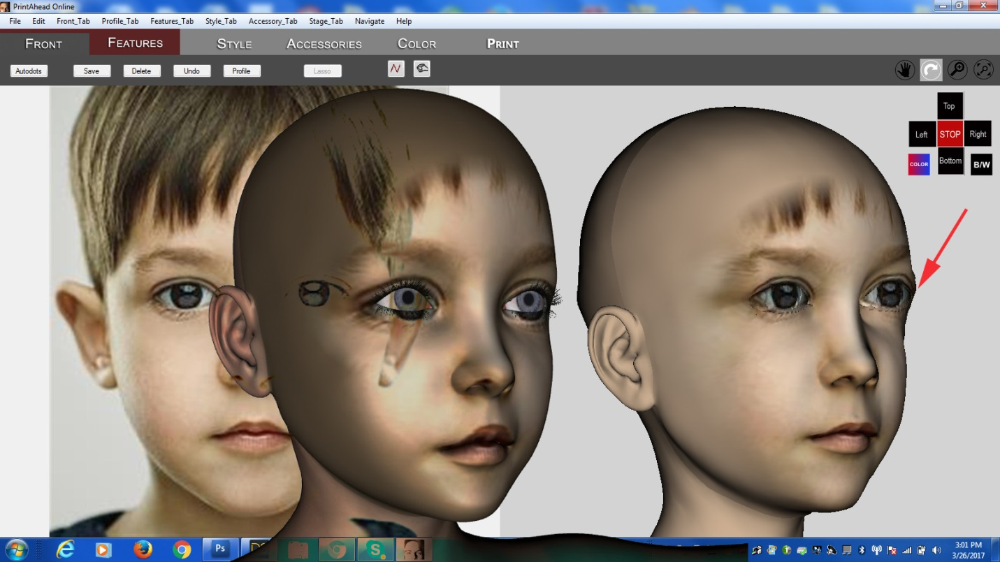 PrintAhead Online
File Edit Front_Tab Profile_Tab Features_Tab Style_Tab Accessory_Tab Stage_Tab Navigate Help
FRONT FEATURES STYLE ACCESSORIES COLOR PRINT
Autodots Save Delete Undo Profile Lasso
Top
Left STOP Right
COLOR Bottom B/W
Ps
S
3:01 PM
3/26/2017